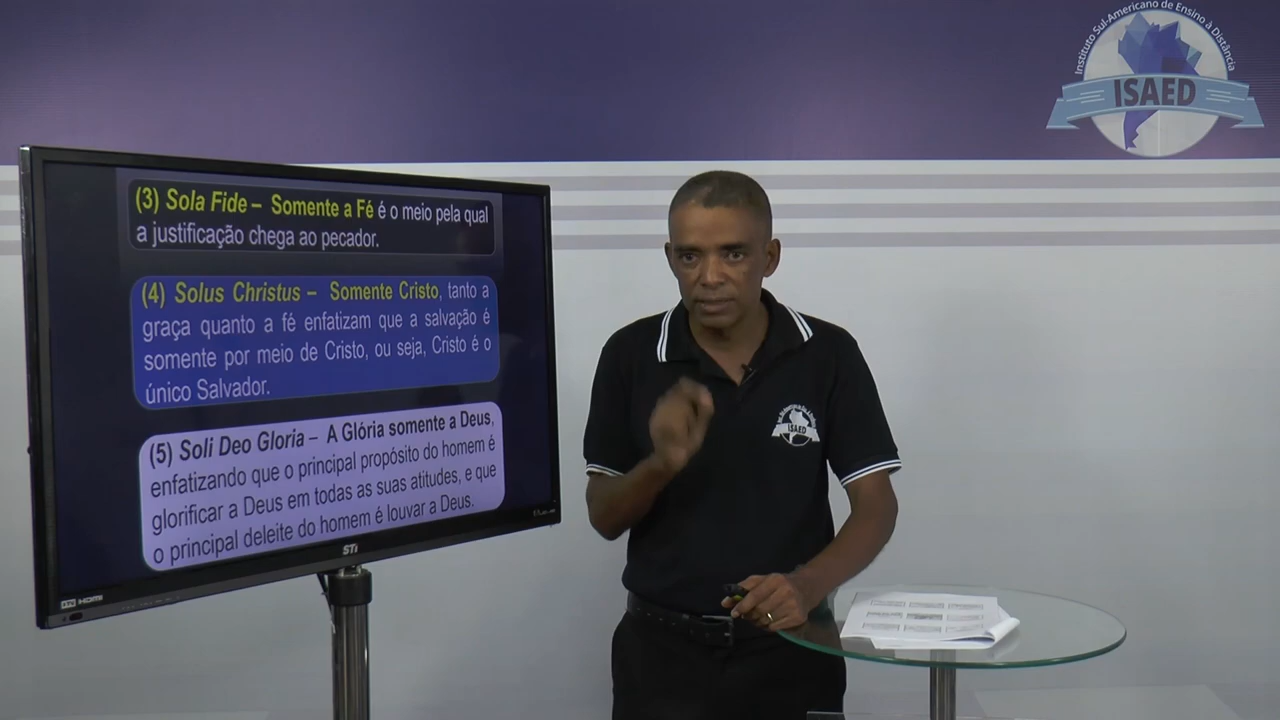 Instituto Sul-Americano de Ensino à Distância
ISAED
(3) Sola Fide – Somente a Fé é o meio pela qual
a justificação chega ao pecador.
(4) Solus Christus – Somente Cristo, tanto a
graça quanto a fé enfatizam que a salvação é
somente por meio de Cristo, ou seja, Cristo é o
único Salvador.
(5) Soli Deo Gloria – A Glória somente a Deus,
enfatizando que o principal propósito do homem é
glorificar a Deus em todas as suas atitudes, e que
o principal deleite do homem é louvar a Deus.
STi
HDMI
ISAED